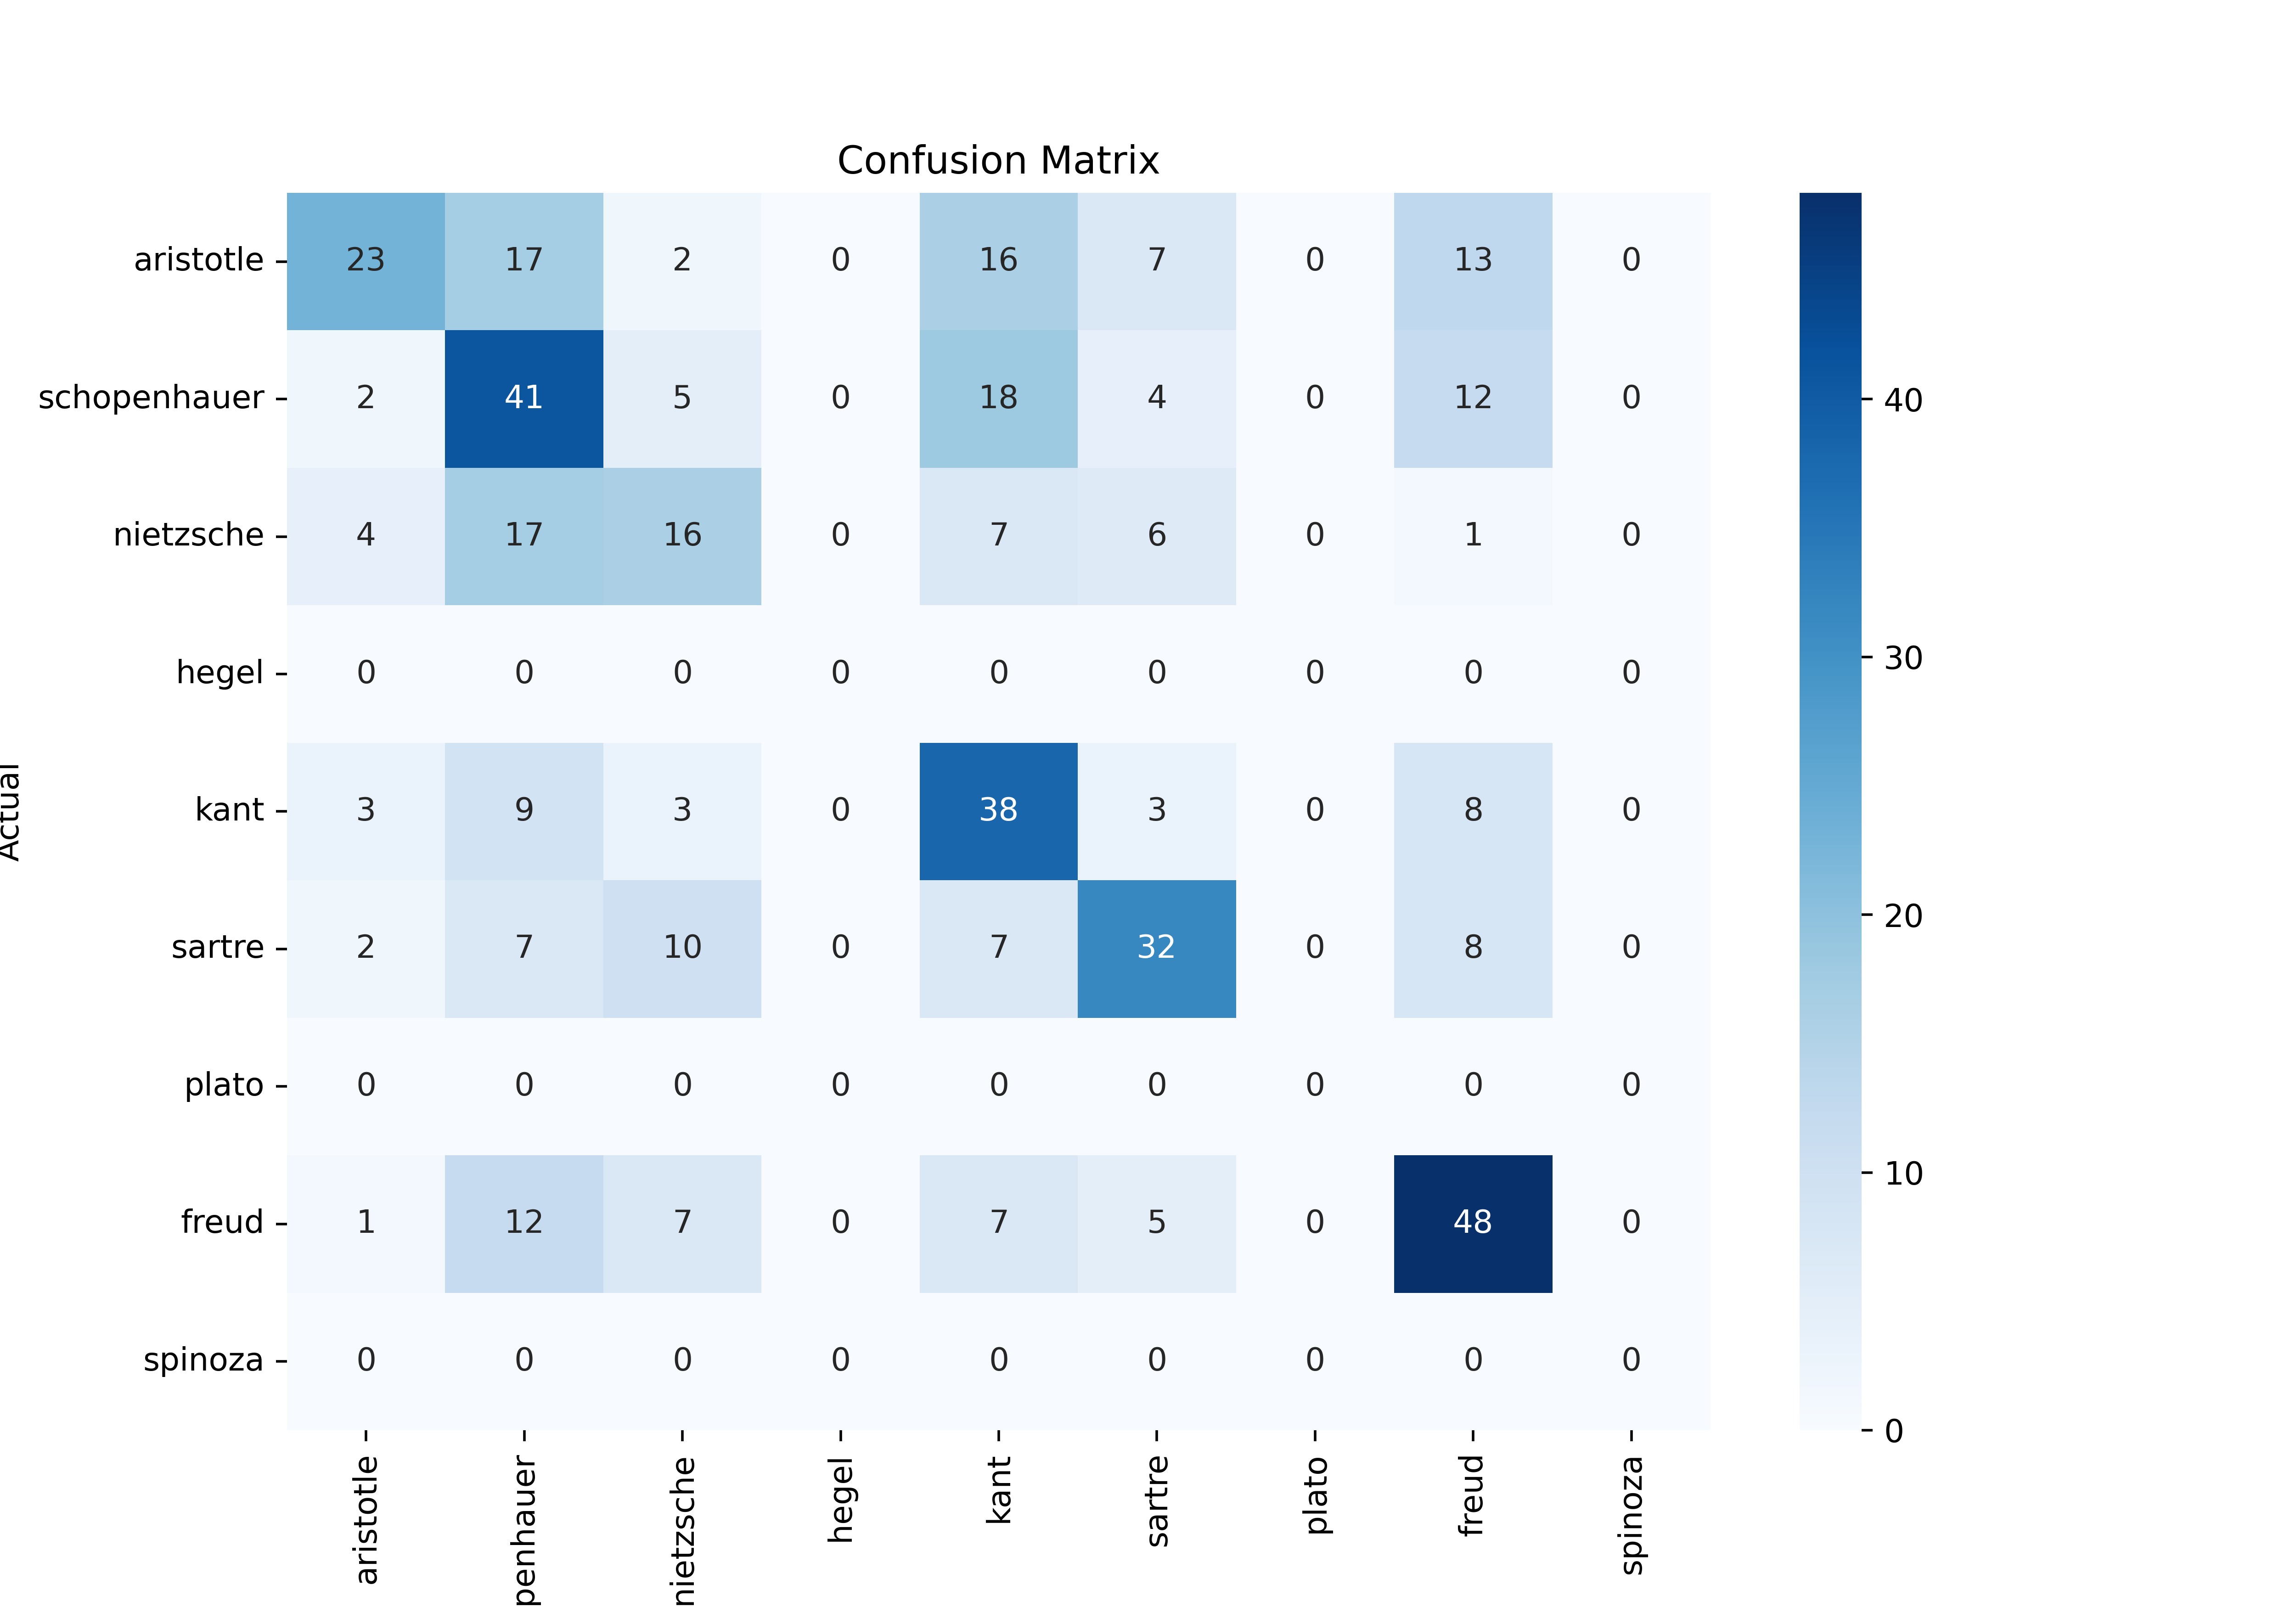 Confusion Matrix
aristotle 23 17 2 0 16 7 0 13 0
schopenhauer 2 41 5 0 18 4 0 12 0
nietzsche 4 17 16 0 7 6 0 1 0
hegel 0 0 0 0 0 0 0 0 0
kant 3 9 3 0 38 3 0 8 0
sartre 2 7 10 0 7 32 0 8 0
plato 0 0 0 0 0 0 0 0 0
freud 1 12 7 0 7 5 0 48 0
spinoza 0 0 0 0 0 0 0 0 0
Actual
aristotle penhauer nietzsche hegel kant sartre plato freud spinoza
40
30
20
10
0